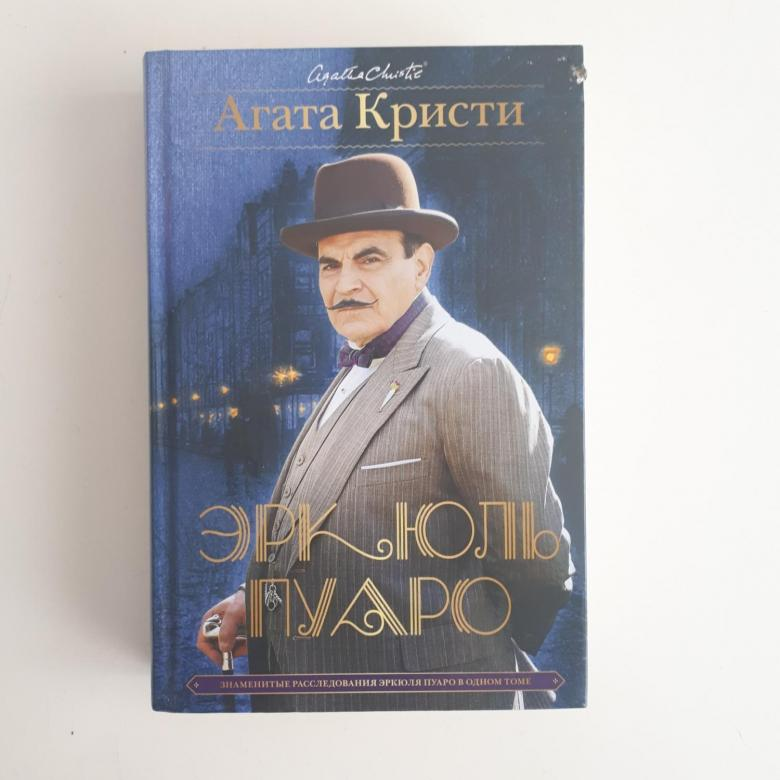 Agatha Christie®
Агата Кристи
ЭРКЮЛЬ
ПУАРО
ЗНАМЕНИТЫЕ РАССЛЕДОВАНИЯ ЭРКЮЛЯ ПУАРО В ОДНОМ ТОМЕ